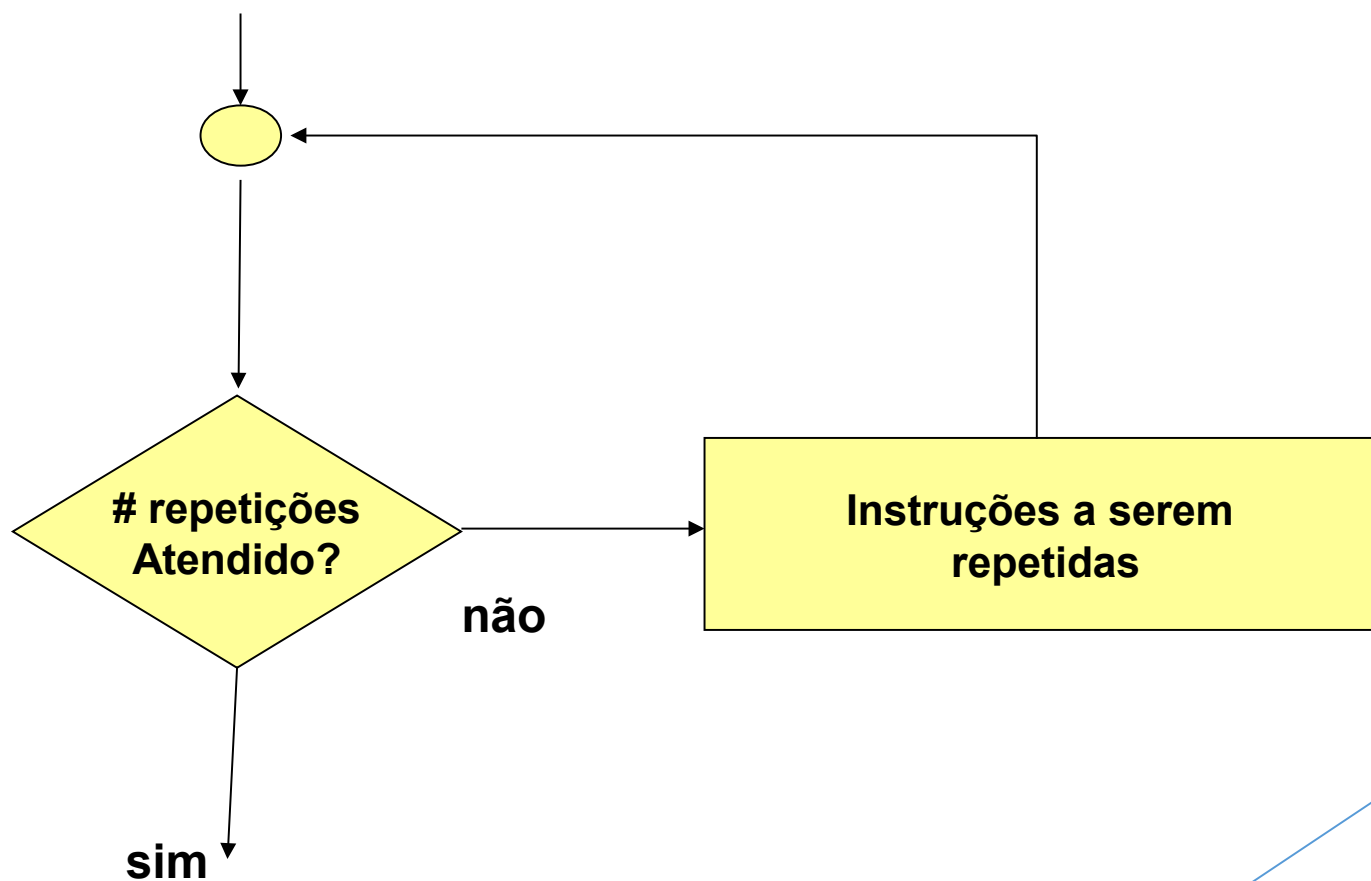 # repetições
Atendido?
Instruções a serem
repetidas
não
sim